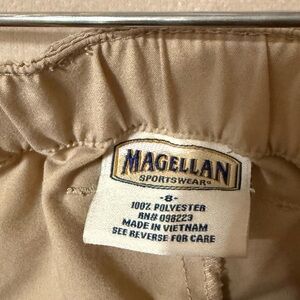 MAGELLAN
SPORTSWEAR®
-8-
100% POLYESTER
RN# 098223
MADE IN VIETNAM
SEE REVERSE FOR CARE